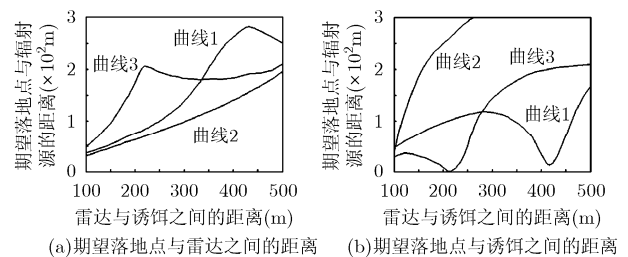 期望落地点与辐射
源的距离(×10²m)
3
2
1
0
曲线1
曲线3
曲线2
100 200 300 400 500
雷达与诱饵之间的距离(m)
(a)期望落地点与雷达之间的距离
期望落地点与辐射
源的距离(×10²m)
3
2
1
0
曲线2
曲线3
曲线1
100 200 300 400 500
雷达与诱饵之间的距离(m)
(b)期望落地点与诱饵之间的距离